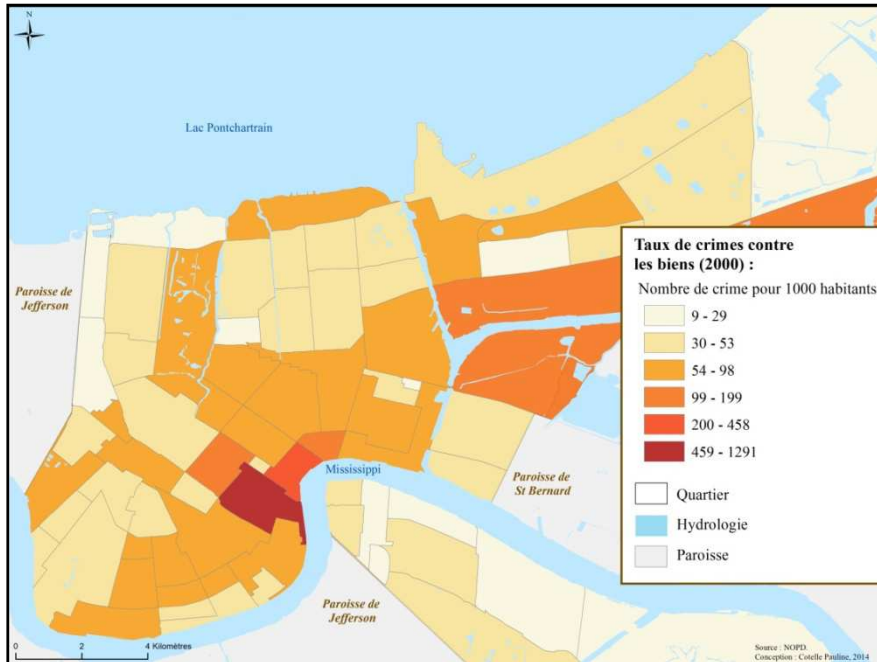 N
Lac Pontchartrain
Paroisse de
Jefferson
Mississippi
Paroisse de
St Bernard
Paroisse de
Jefferson
Taux de crimes contre
les biens (2000) :
Nombre de crime pour 1000 habitants
9 - 29
30 - 53
54 - 98
99 - 199
200 - 458
459 - 1291
Quartier
Hydrologie
Paroisse
0 2 4 Kilomètres
Source : NOPD.
Conception : Cotelle Pauline, 2014